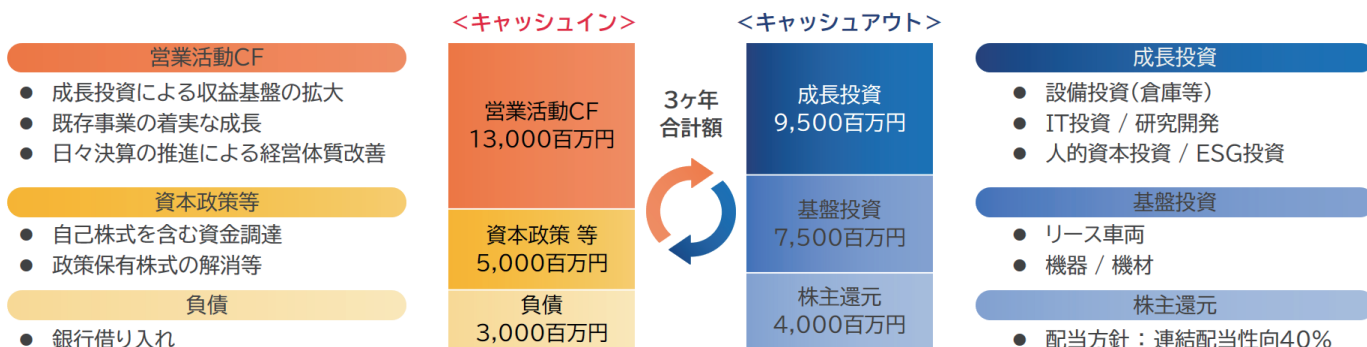 <キャッシュイン>
<キャッシュアウト>
営業活動CF
● 成長投資による収益基盤の拡大
● 既存事業の着実な成長
● 日々決算の推進による経営体質改善
資本政策等
● 自己株式を含む資金調達
● 政策保有株式の解消等
負債
● 銀行借り入れ
営業活動CF
13,000百万円
資本政策 等
5,000百万円
負債
3,000百万円
3ヶ年
合計額
成長投資
9,500百万円
基盤投資
7,500百万円
株主還元
4,000百万円
成長投資
● 設備投資(倉庫等)
● IT投資 / 研究開発
● 人的資本投資 / ESG投資
基盤投資
● リース車両
● 機器 / 機材
株主還元
● 配当方針：連結配当性向40%